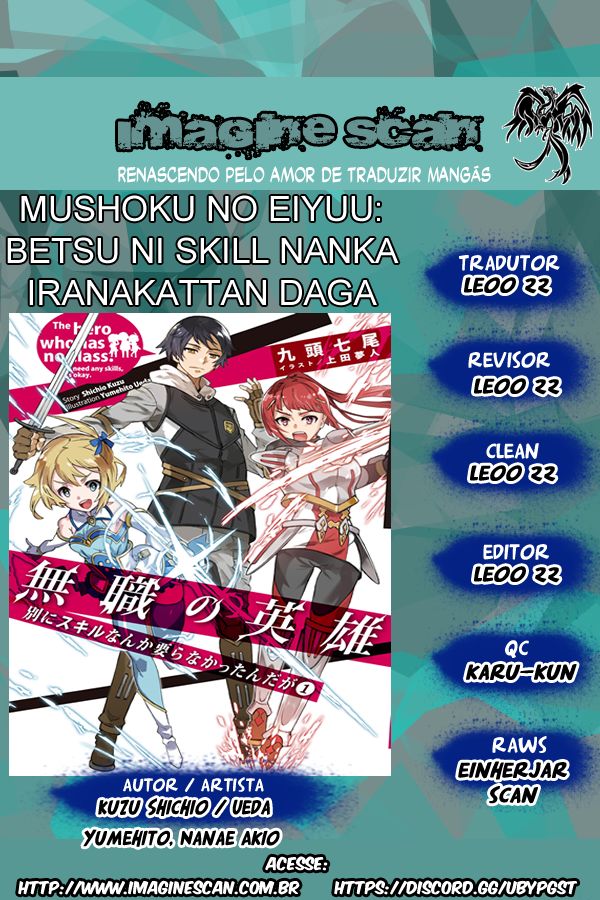 IMAGINE SCAN
RENASCENDO PELO AMOR DE TRADUZIR MANGÁS
MUSHOKU NO EIYUU:
BETSU NI SKILL NANKA
IRANAKATTAN DAGA
The Hero
who has
no class.
need any skills,
okay.
Story Shichio Kuzu
Illustration Yumehito Ueda
九頭七尾
イラスト/上田夢人
無職の英雄
別にスキルなんか要らなかったんだが 1
TRADUTOR
LEOO 22
REVISOR
LEOO 22
CLEAN
LEOO 22
EDITOR
LEOO 22
QC
KARU-KUN
RAWS
EINHERJAR
SCAN
AUTOR / ARTISTA
KUZU SHICHIO / UEDA
YUMEHITO, NANAE AKIO
ACESSE:
HTTP://WWW.IMAGINESCAN.COM.BR
HTTPS://DISCORD.GG/UBYPGST